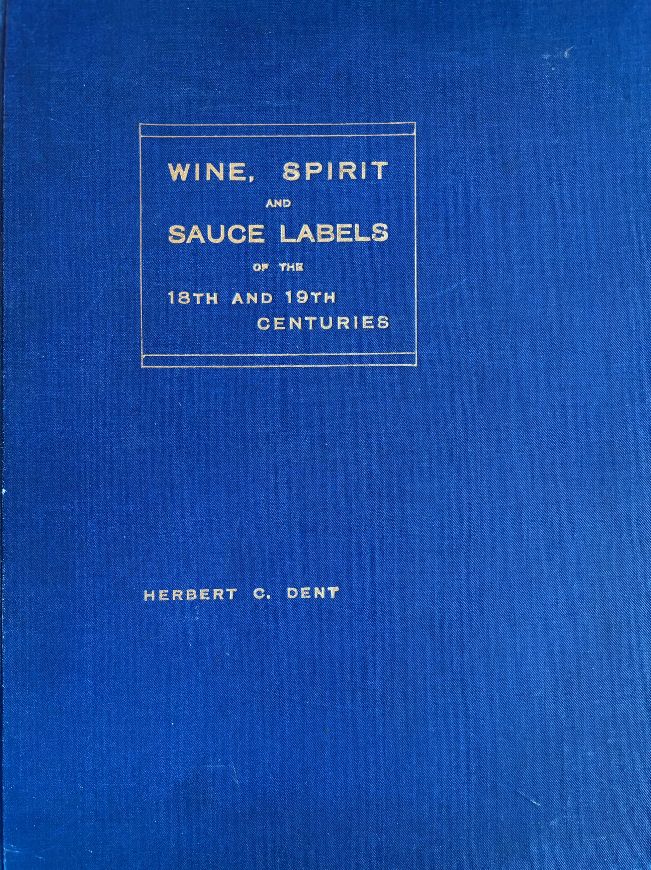 WINE, SPIRIT
AND
SAUCE LABELS
OF THE
18TH AND 19TH
CENTURIES
HERBERT C. DENT